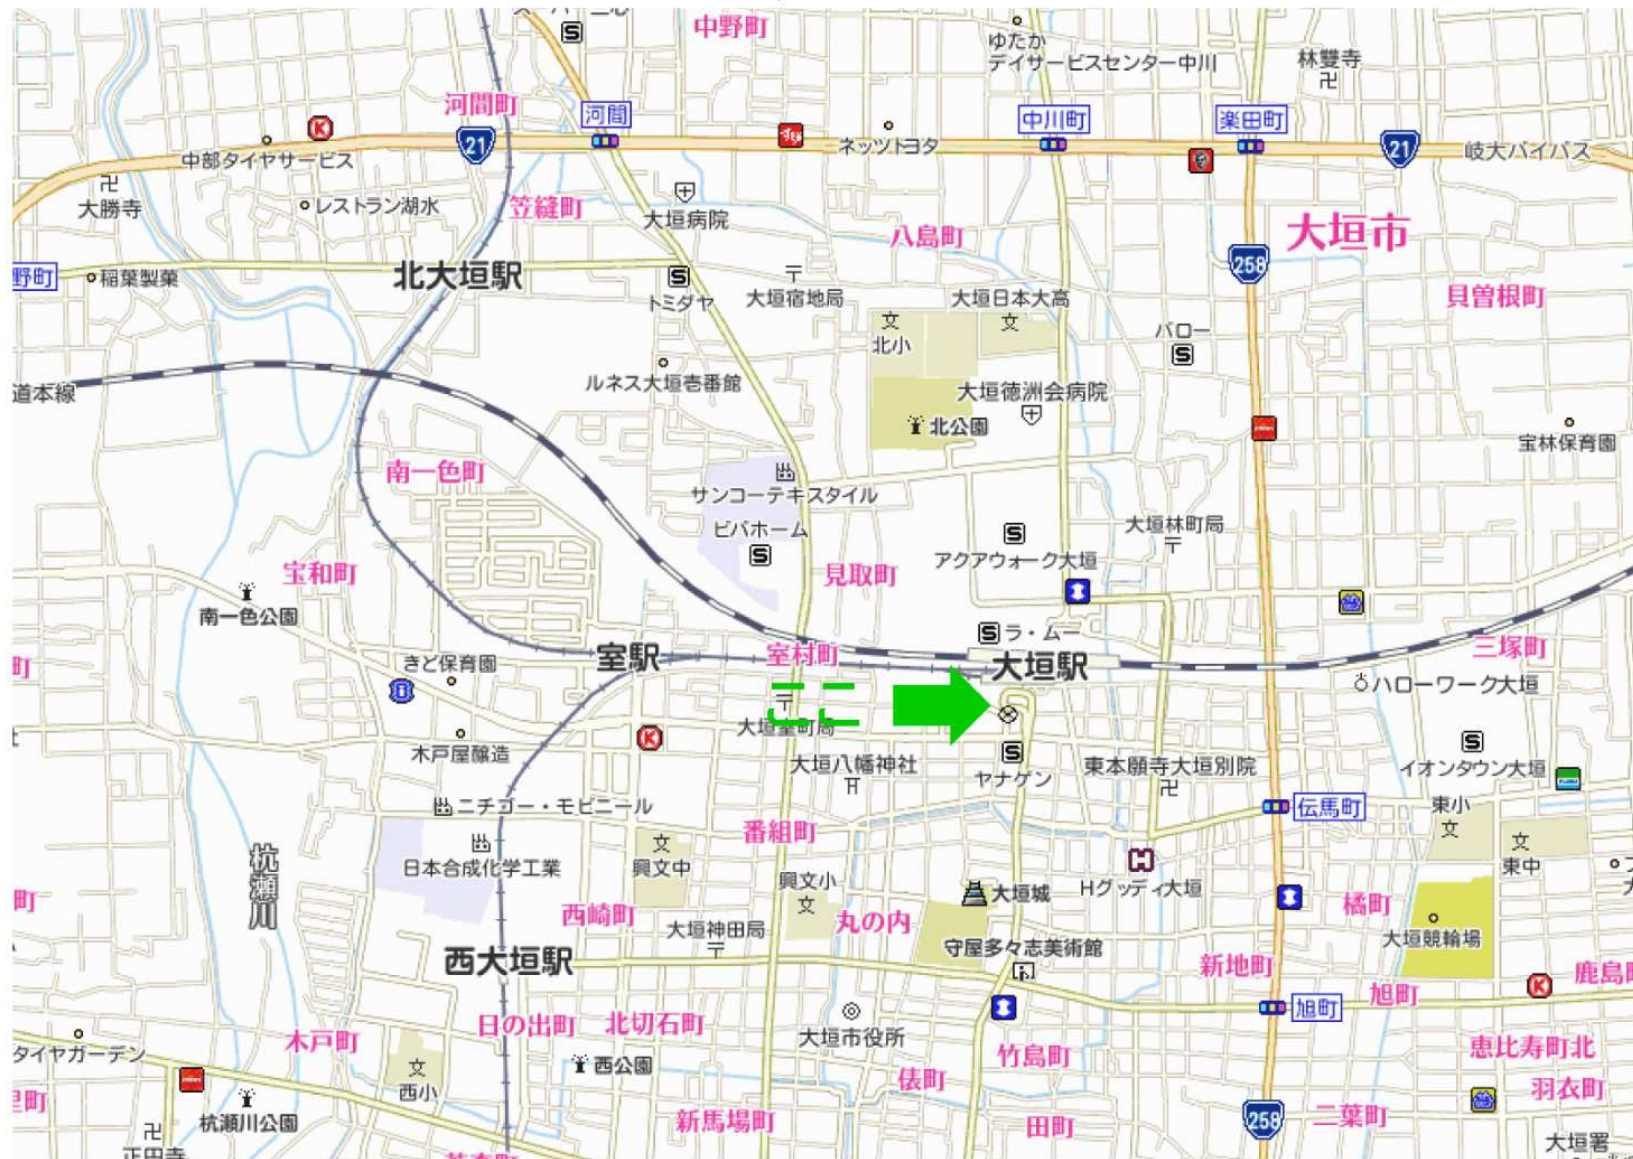 中野町
ゆたか
デイサービスセンター中川
林雙寺
河間町
河間
中川町
楽田町
21
21
中部タイヤサービス
ネッツトヨタ
岐大バイパス
大勝寺
レストラン湖水
笠縫町
大垣病院
八島町
大垣市
野町
稲葉製菓
北大垣駅
トミダヤ
大垣宿地局
大垣日本大高
258
貝曽根町
北小
バロー
道本線
ルネス大垣壱番館
大垣徳洲会病院
北公園
宝林保育園
南一色町
サンコーテキスタイル
ビバホーム
大垣林町局
アクアウォーク大垣
宝和町
見取町
南一色公園
ラ・ムー
室駅
室村町
大垣駅
三塚町
町
きど保育園
ハローワーク大垣
大垣室町局
木戸屋醸造
大垣八幡神社
ヤナゲン
東本願寺大垣別院
イオンタウン大垣
ニチゴー・モビニール
伝馬町
東小
番組町
杭瀬川
日本合成化学工業
興文中
興文小
Hグッディ大垣
東中
町
西崎町
大垣神田局
丸の内
大垣城
橘町
大垣競輪場
西大垣駅
守屋多々志美術館
新地町
鹿島町
旭町
旭町
日の出町
北切石町
大垣市役所
木戸町
タイヤガーデン
西公園
竹島町
恵比寿町北
西小
俵町
羽衣町
里町
杭瀬川公園
新馬場町
田町
258
二葉町
正円寺
大垣署